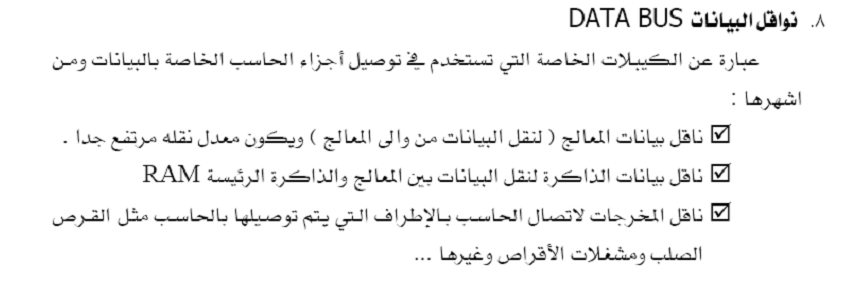 ٨. نواقل البيانات DATA BUS
عبارة عن الكيبلات الخاصة التي تستخدم في توصيل أجزاء الحاسب الخاصة بالبيانات ومن
اشهرها :
☑ ناقل بيانات المعالج ( لنقل البيانات من والى المعالج ) ويكون معدل نقله مرتفع جدا .
☑ ناقل بيانات الذاكرة لنقل البيانات بين المعالج والذاكرة الرئيسة RAM
☑ ناقل المخرجات لاتصال الحاسب بالإطراف التي يتم توصيلها بالحاسب مثل القرص
الصلب ومشغلات الأقراص وغيرها ...